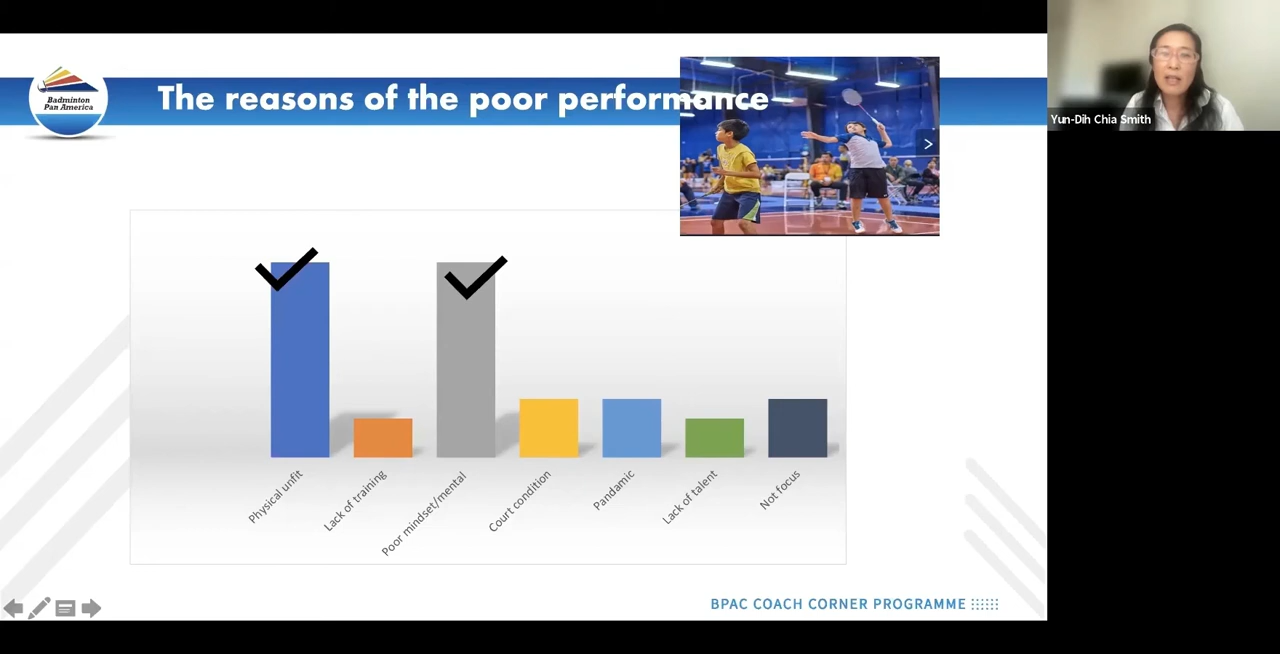 Badminton
Pan America
The reasons of the poor performance
Yun-Dih Chia Smith
Physical unfit
Lack of training
Poor mindset/mental
Court condition
Pandamic
Lack of talent
Not focus
BPAC COACH CORNER PROGRAMME